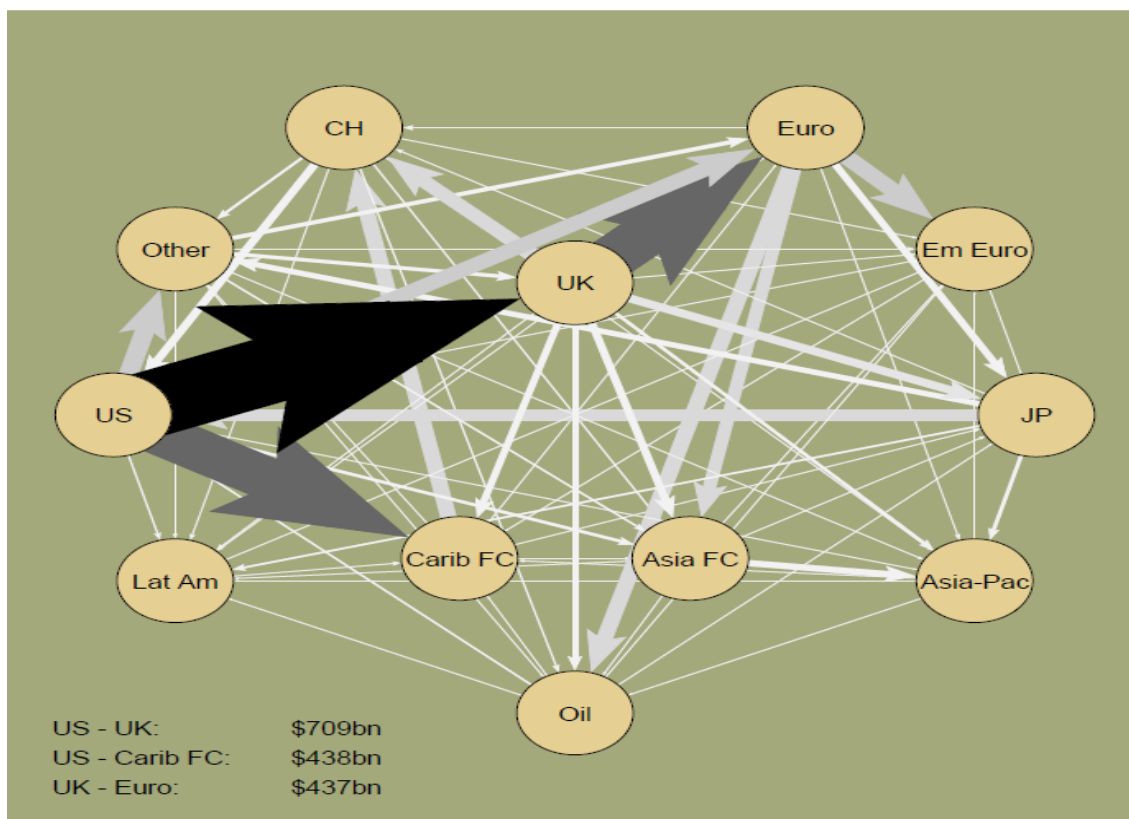 CH
Euro
Other
Em Euro
UK
US
JP
Lat Am
Carib FC
Asia FC
Asia-Pac
Oil
US - UK: $709bn
US - Carib FC: $438bn
UK - Euro: $437bn